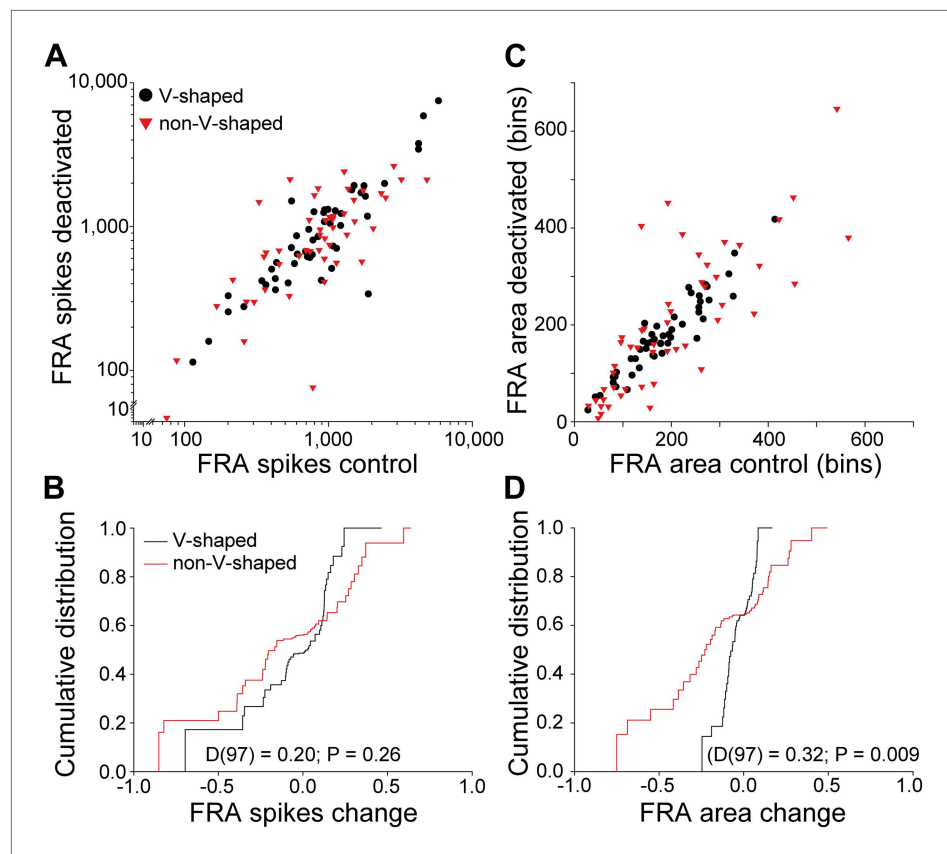 A
10,000
V-shaped
non-V-shaped
1,000
100
10
10
100
1,000
10,000
FRA spikes deactivated
FRA spikes control
C
600
400
200
0
0
200
400
600
FRA area deactivated (bins)
FRA area control (bins)
B
1.0
V-shaped
non-V-shaped
0.8
0.6
0.4
0.2
0.0
D(97) = 0.20; P = 0.26
-1.0
-0.5
0.0
0.5
1.0
Cumulative distribution
FRA spikes change
D
1.0
0.8
0.6
0.4
0.2
0.0
(D(97) = 0.32; P = 0.009
-1.0
-0.5
0.0
0.5
1.0
Cumulative distribution
FRA area change